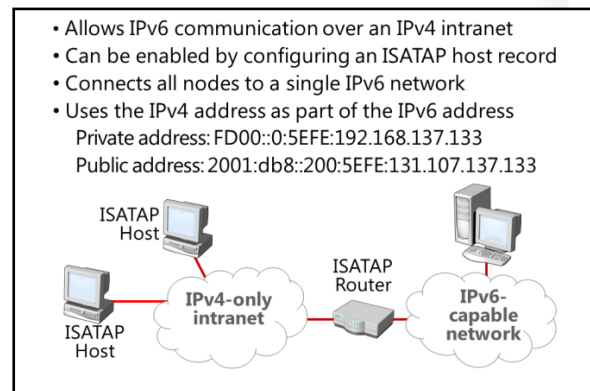 • Allows IPv6 communication over an IPv4 intranet
• Can be enabled by configuring an ISATAP host record
• Connects all nodes to a single IPv6 network
• Uses the IPv4 address as part of the IPv6 address
Private address: FD00::0:5EFE:192.168.137.133
Public address: 2001:db8::200:5EFE:131.107.137.133
ISATAP
Host
ISATAP
Router
IPv4-only
intranet
IPv6-
capable
network
ISATAP
Host